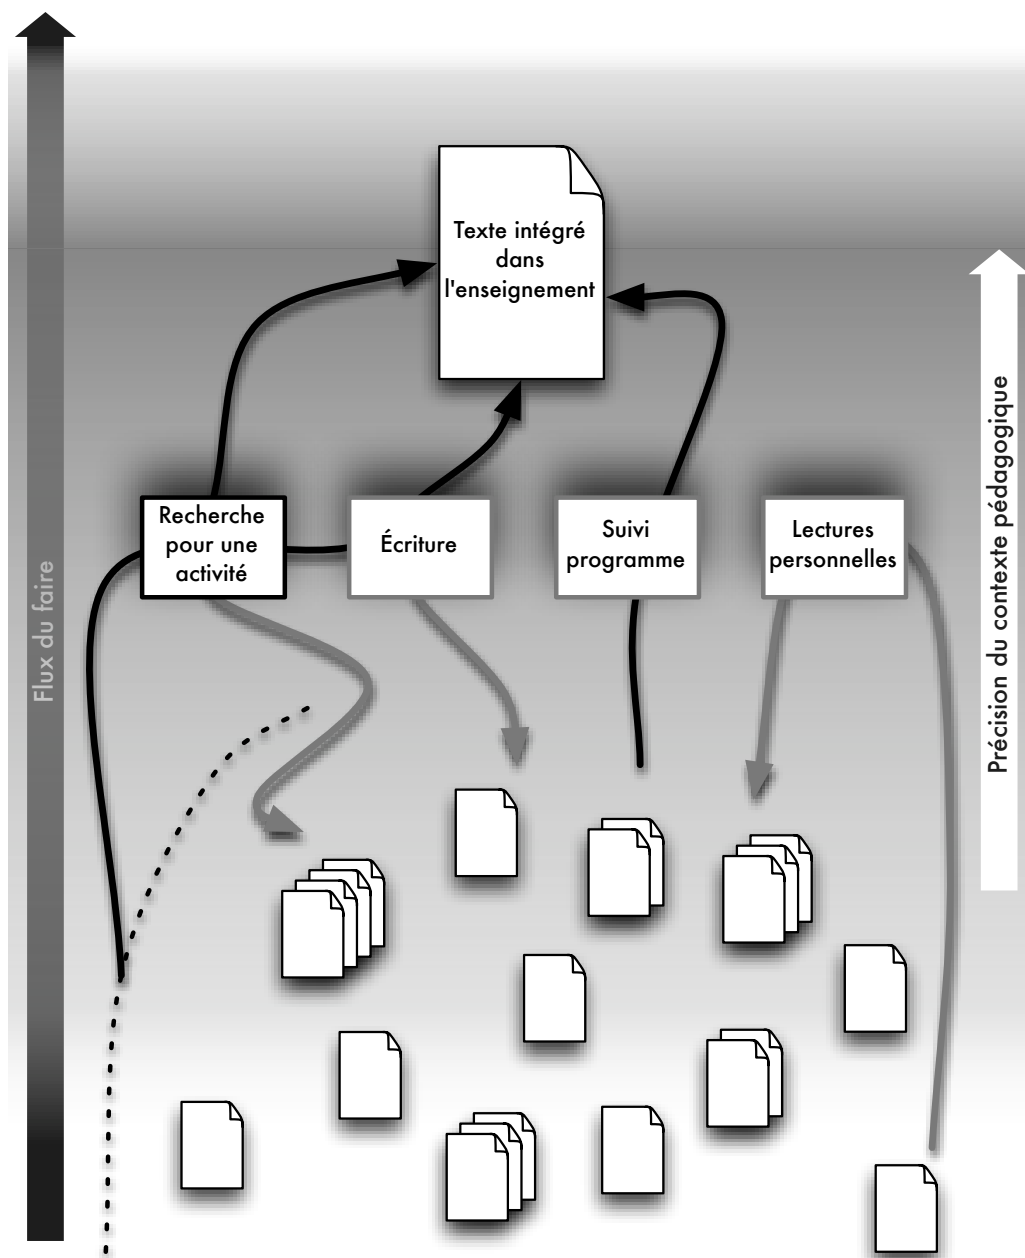 Texte intégré
dans
l'enseignement
Recherche
pour une
activité
Écriture
Suivi
programme
Lectures
personnelles
Flux du faire
Précision du contexte pédagogique